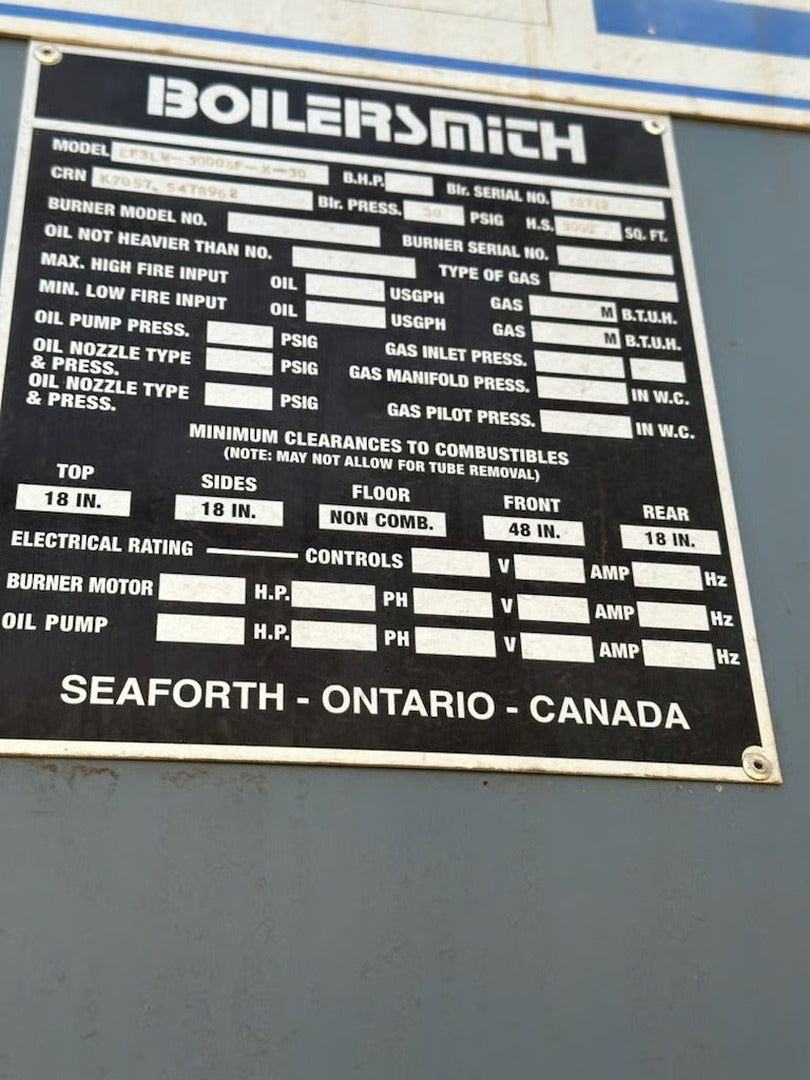 BOILERSMITH
MODEL B.H.P. Blr. SERIAL NO.
CRN K7057. 5478962 Blr. PRESS. 30 PSIG H.S. 3000 SQ. FT.
BURNER MODEL NO. BURNER SERIAL NO.
OIL NOT HEAVIER THAN NO. TYPE OF GAS
MAX. HIGH FIRE INPUT OIL USGPH GAS M B.T.U.H.
MIN. LOW FIRE INPUT OIL USGPH GAS M B.T.U.H.
OIL PUMP PRESS. PSIG GAS INLET PRESS.
OIL NOZZLE TYPE
& PRESS. PSIG GAS MANIFOLD PRESS. IN W.C.
OIL NOZZLE TYPE
& PRESS. PSIG GAS PILOT PRESS. IN W.C.
MINIMUM CLEARANCES TO COMBUSTIBLES
(NOTE: MAY NOT ALLOW FOR TUBE REMOVAL)
TOP SIDES FLOOR FRONT REAR
18 IN. 18 IN. NON COMB. 48 IN. 18 IN.
ELECTRICAL RATING CONTROLS V AMP Hz
BURNER MOTOR H.P. PH V AMP Hz
OIL PUMP H.P. PH V AMP Hz
SEAFORTH - ONTARIO - CANADA